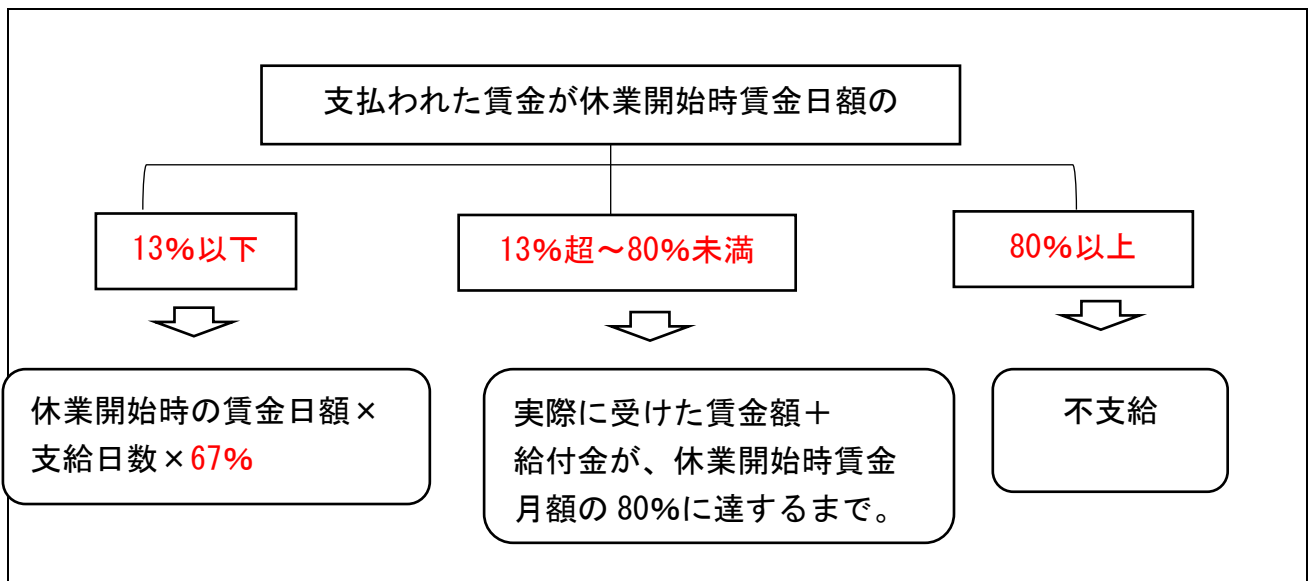 支払われた賃金が休業開始時賃金日額の
13%以下
13%超～80%未満
80%以上
休業開始時の賃金日額×
支給日数×67%
実際に受けた賃金額＋
給付金が、休業開始時賃金
月額の 80%に達するまで。
不支給